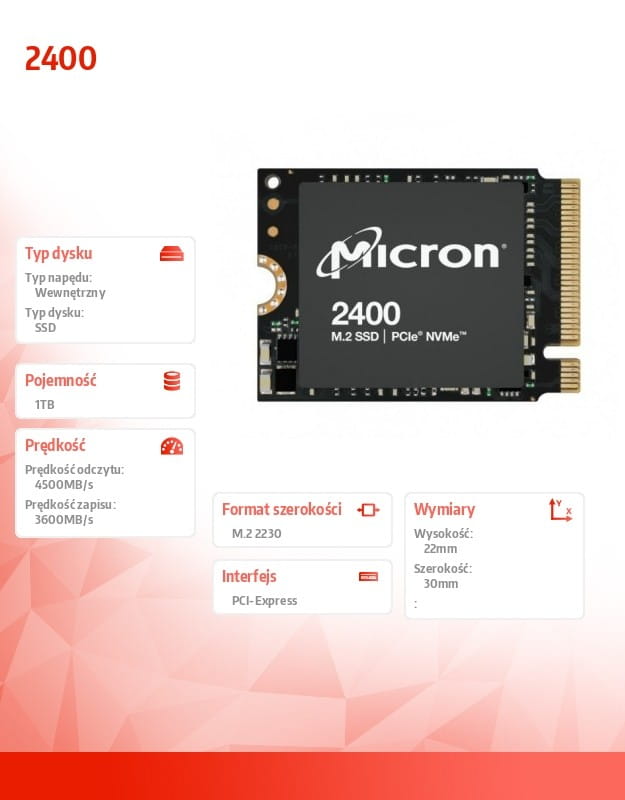 2400
Micron®
2400
M.2 SSD | PCIe® NVMe™
Typ dysku
Typ napędu:
Wewnętrzny
Typ dysku:
SSD
Pojemność
1TB
Prędkość
Prędkość odczytu:
4500MB/s
Prędkość zapisu:
3600MB/s
Format szerokości
M.2 2230
Interfejs
PCI-Express
Wymiary
Y
X
Wysokość:
22mm
Szerokość:
30mm
: